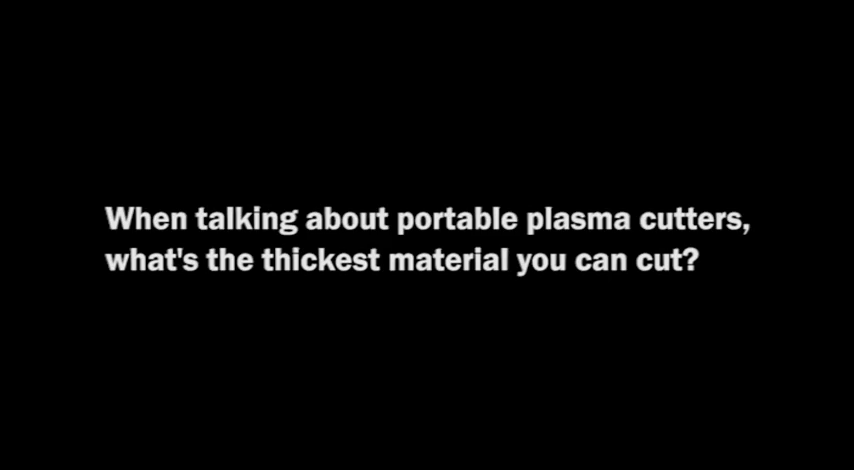 When talking about portable plasma cutters,
what's the thickest material you can cut?